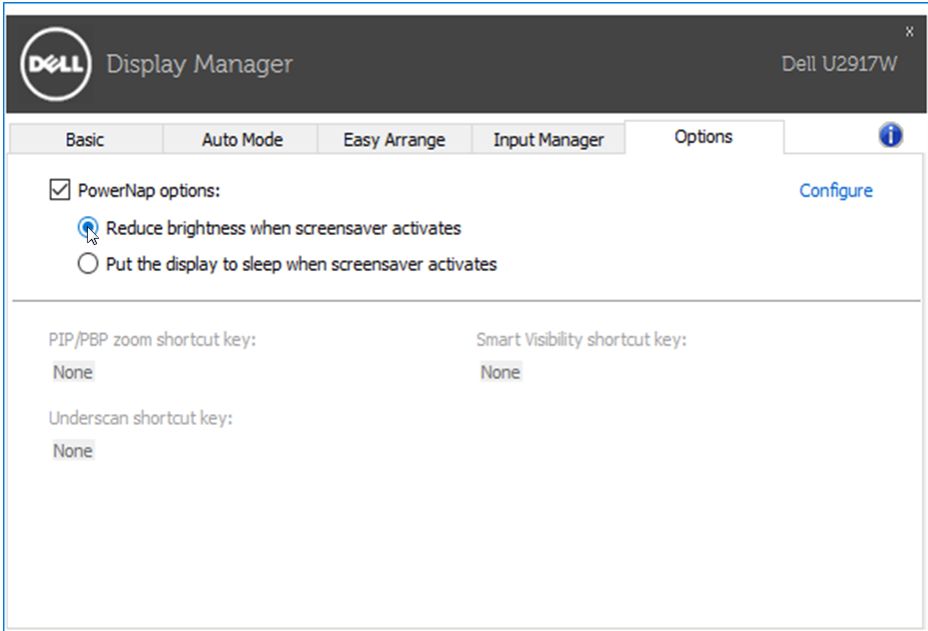 DELL Display Manager
x
Dell U2917W
Basic Auto Mode Easy Arrange Input Manager Options i
PowerNap options: Configure
Reduce brightness when screensaver activates
Put the display to sleep when screensaver activates
PIP/PBP zoom shortcut key: Smart Visibility shortcut key:
None None
Underscan shortcut key:
None